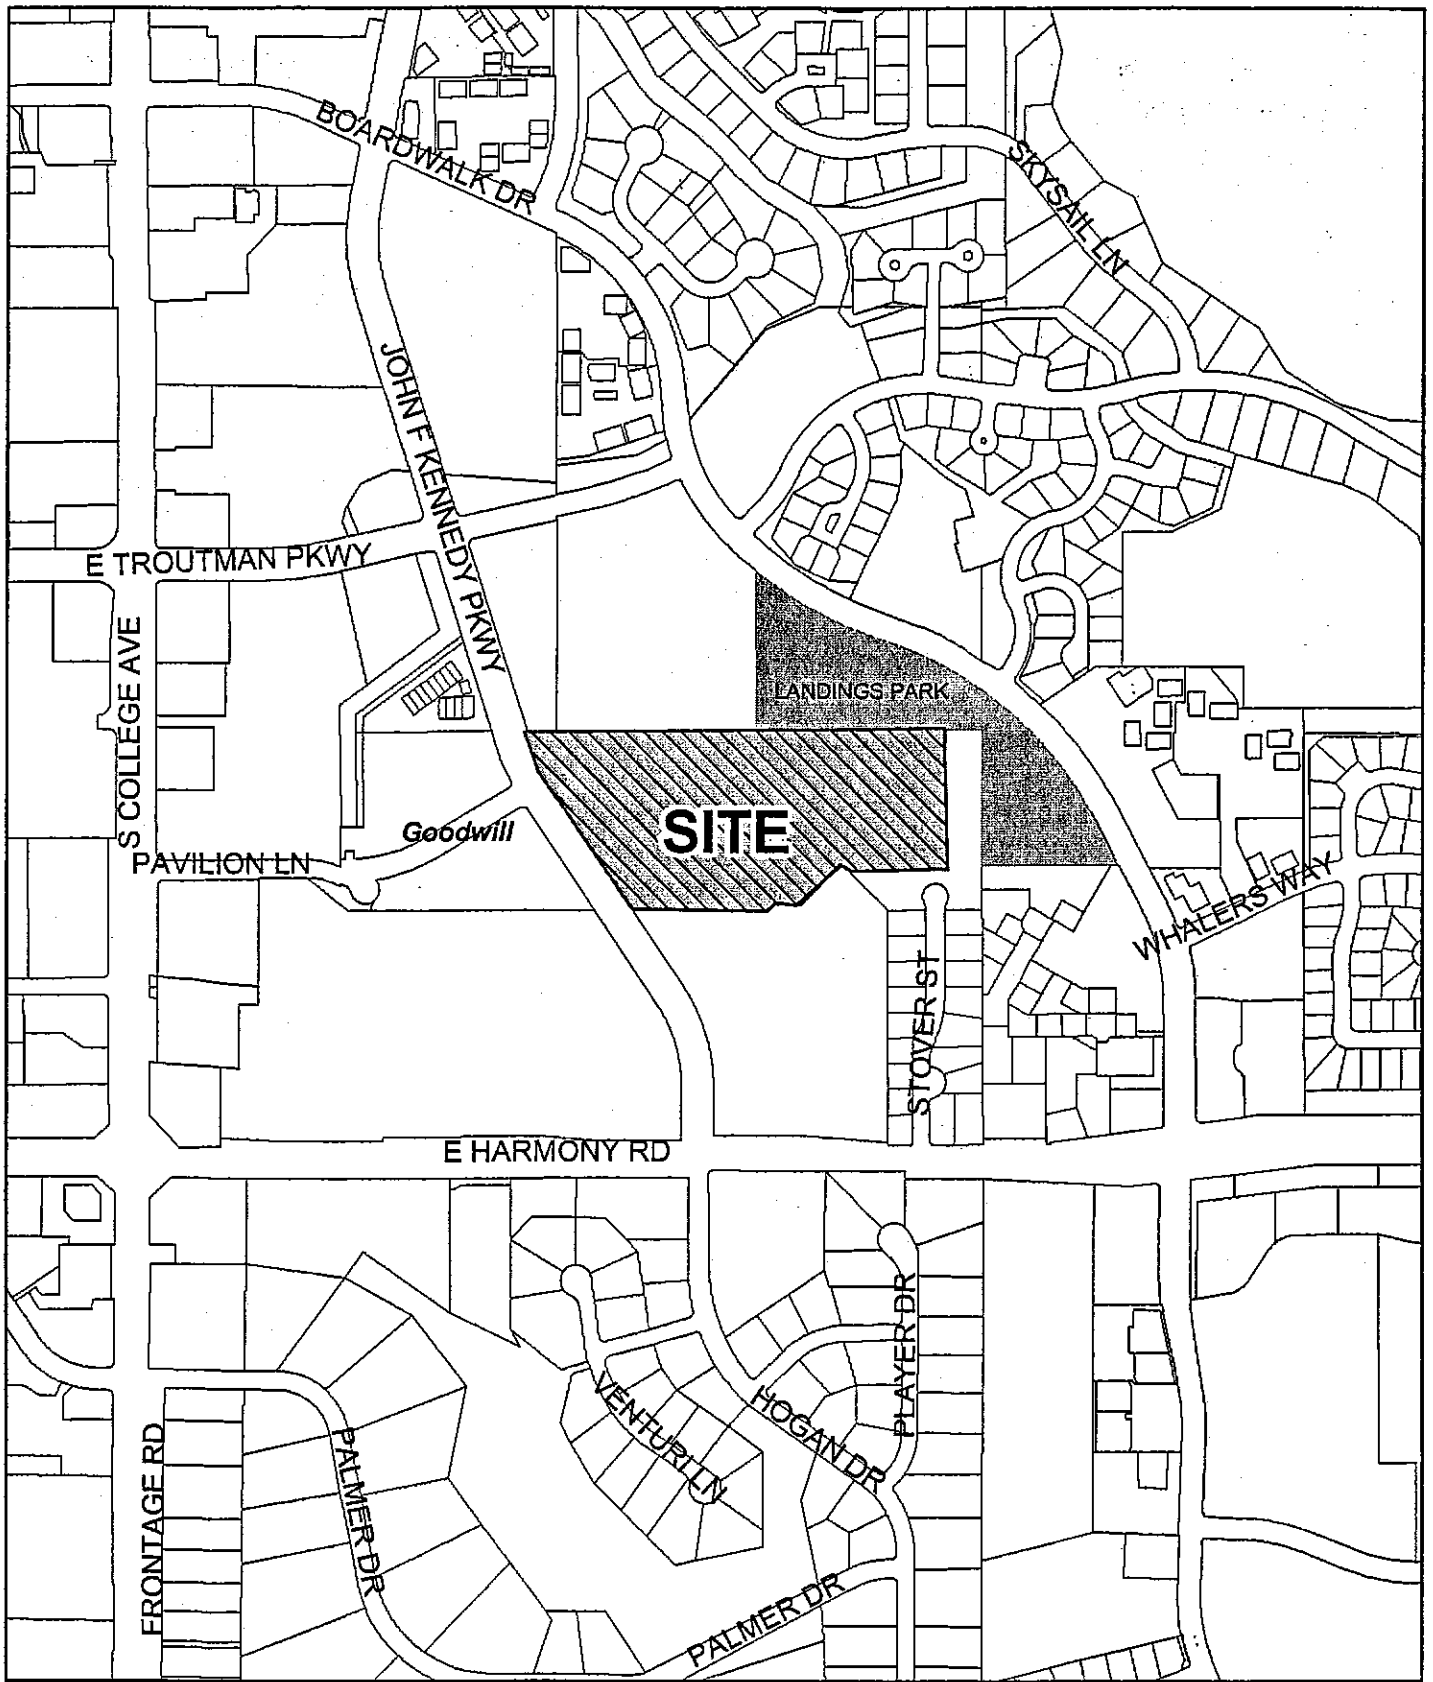 BOARDWALK DR
SKYSAIL LN
JOHN F KENNEDY PKWY
E TROUTMAN PKWY
S COLLEGE AVE
LANDINGS PARK
SITE
Goodwill
PAVILION LN
WHALERS WAY
STOVER ST
E HARMONY RD
PLAYER DR
VENTURI LN
HOGAN DR
FRONTAGE RD
PALMER DR
PALMER DR